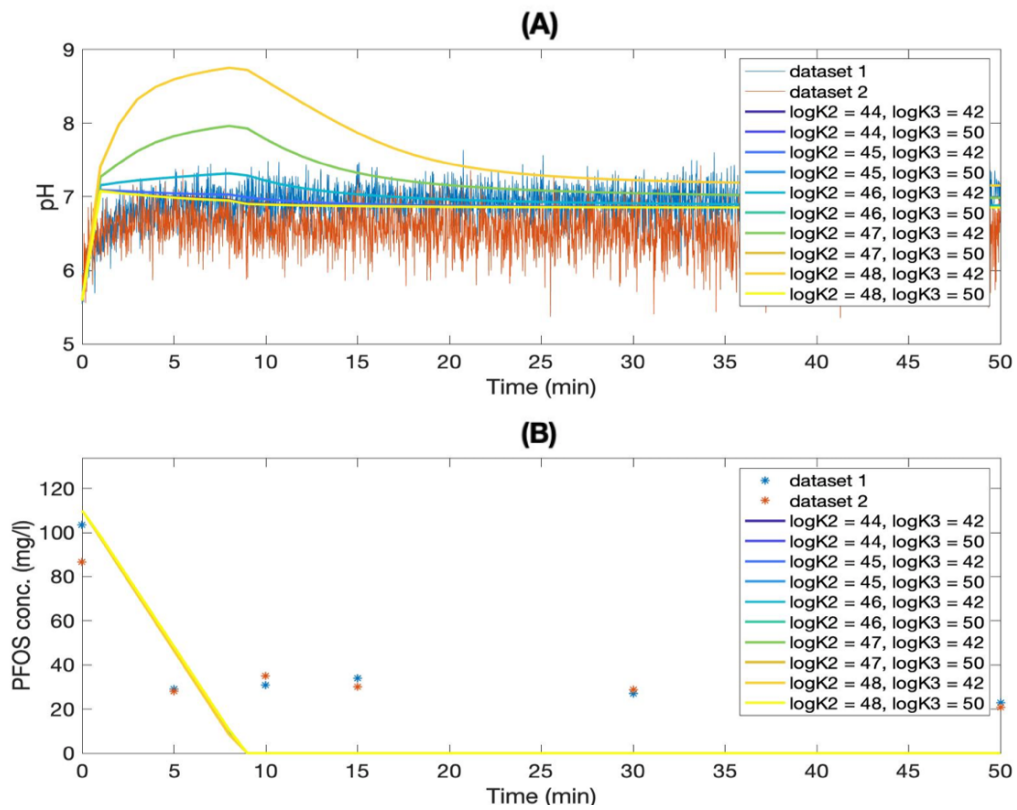 (A)
9
8
7
6
5
pH
0 5 10 15 20 25 30 35 40 45 50
Time (min)
dataset 1
dataset 2
logK2 = 44, logK3 = 42
logK2 = 44, logK3 = 50
logK2 = 45, logK3 = 42
logK2 = 45, logK3 = 50
logK2 = 46, logK3 = 42
logK2 = 46, logK3 = 50
logK2 = 47, logK3 = 42
logK2 = 47, logK3 = 50
logK2 = 48, logK3 = 42
logK2 = 48, logK3 = 50
(B)
120
100
80
60
40
20
0
PFOS conc. (mg/l)
0 5 10 15 20 25 30 35 40 45 50
Time (min)
dataset 1
dataset 2
logK2 = 44, logK3 = 42
logK2 = 44, logK3 = 50
logK2 = 45, logK3 = 42
logK2 = 45, logK3 = 50
logK2 = 46, logK3 = 42
logK2 = 46, logK3 = 50
logK2 = 47, logK3 = 42
logK2 = 47, logK3 = 50
logK2 = 48, logK3 = 42
logK2 = 48, logK3 = 50